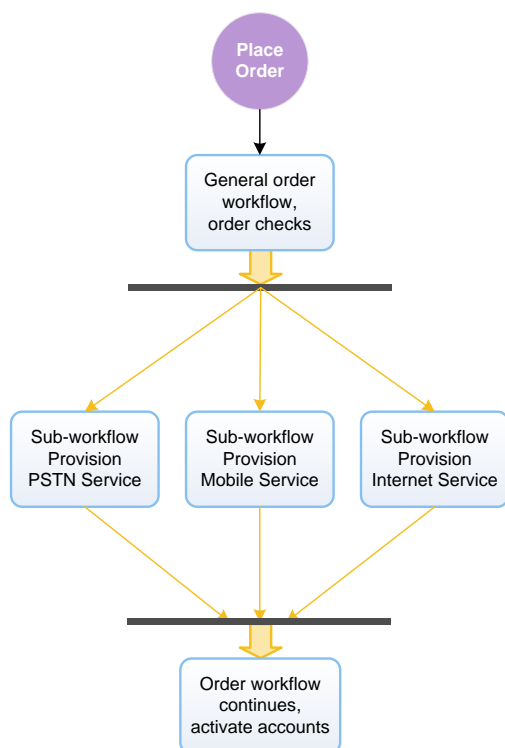 Place
Order
General order
workflow,
order checks
Sub-workflow
Provision
PSTN Service
Sub-workflow
Provision
Mobile Service
Sub-workflow
Provision
Internet Service
Order workflow
continues,
activate accounts